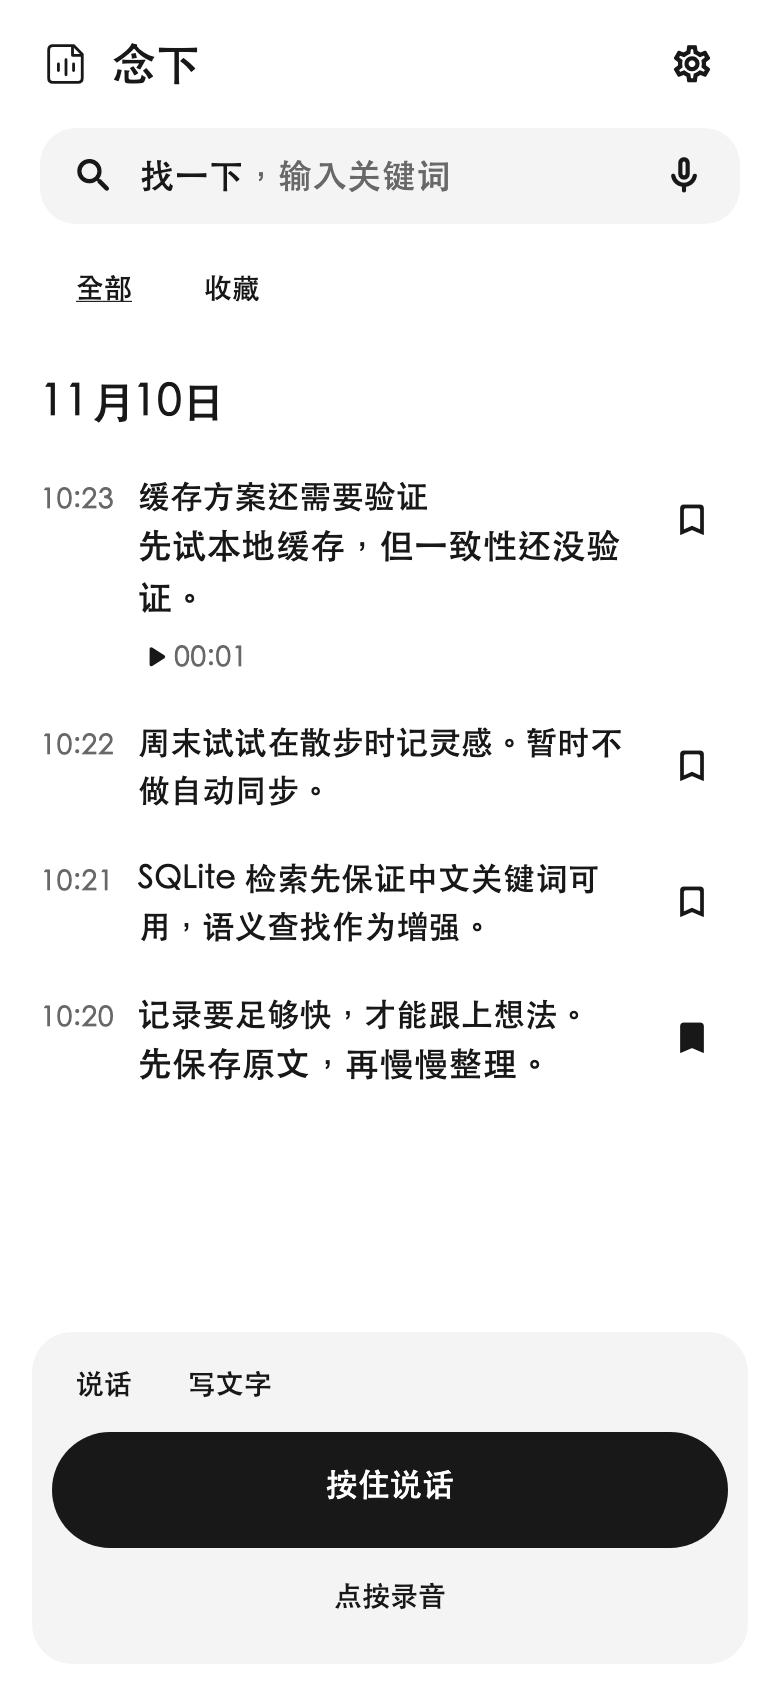 念下
找一下，输入关键词
全部 收藏
11月10日
10:23 缓存方案还需要验证
先试本地缓存，但一致性还没验
证。
00:01
10:22 周末试试在散步时记灵感。暂时不
做自动同步。
10:21 SQLite 检索先保证中文关键词可
用，语义查找作为增强。
10:20 记录要足够快，才能跟上想法。
先保存原文，再慢慢整理。
说话 写文字
按住说话
点按录音